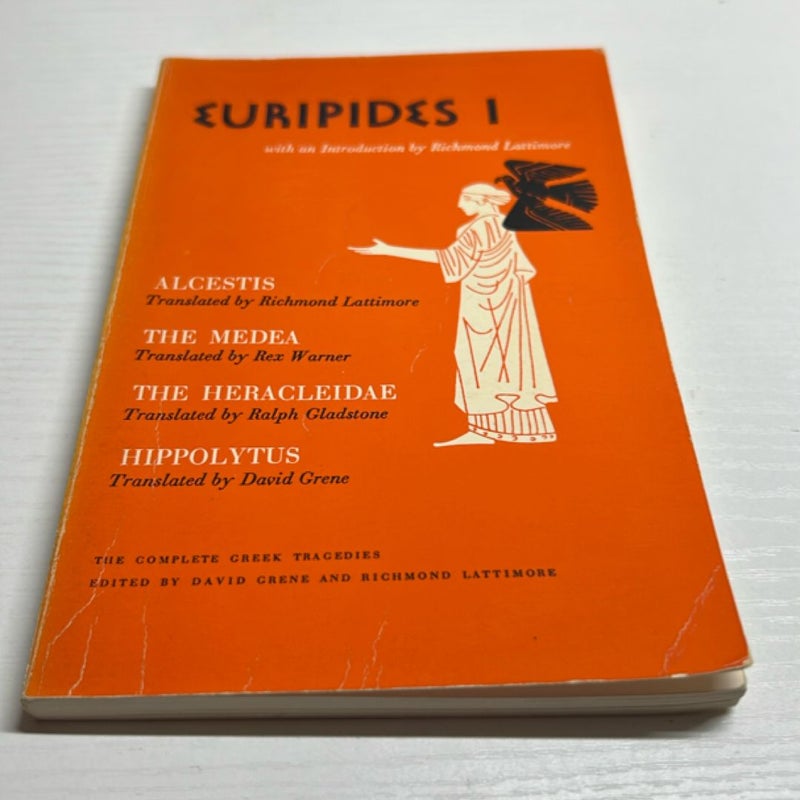 EURIPIDES I
with an Introduction by Richmond Lattimore
ALCESTIS
Translated by Richmond Lattimore
THE MEDEA
Translated by Rex Warner
THE HERACLEIDAE
Translated by Ralph Gladstone
HIPPOLYTUS
Translated by David Grene
THE COMPLETE GREEK TRAGEDIES
EDITED BY DAVID GRENE AND RICHMOND LATTIMORE